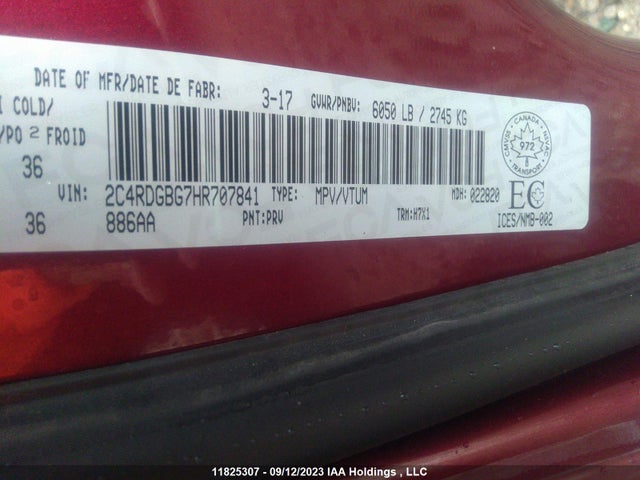 DATE OF MFR/DATE DE FABR: 3-17 GVWR/PNBV: 6050 LB / 2745 KG
COLD/
/PO 2 FROID
36
VIN: 2C4RDGBG7HR707841 TYPE: MPV/VTUM MDH: 022820
36 886AA PNT:PRV TRM:H7X1
CMVSS - CANADA - NSVAC
972
TRANSPORT
EC
ICES/NMB-002
11825307 - 09/12/2023 IAA Holdings , LLC